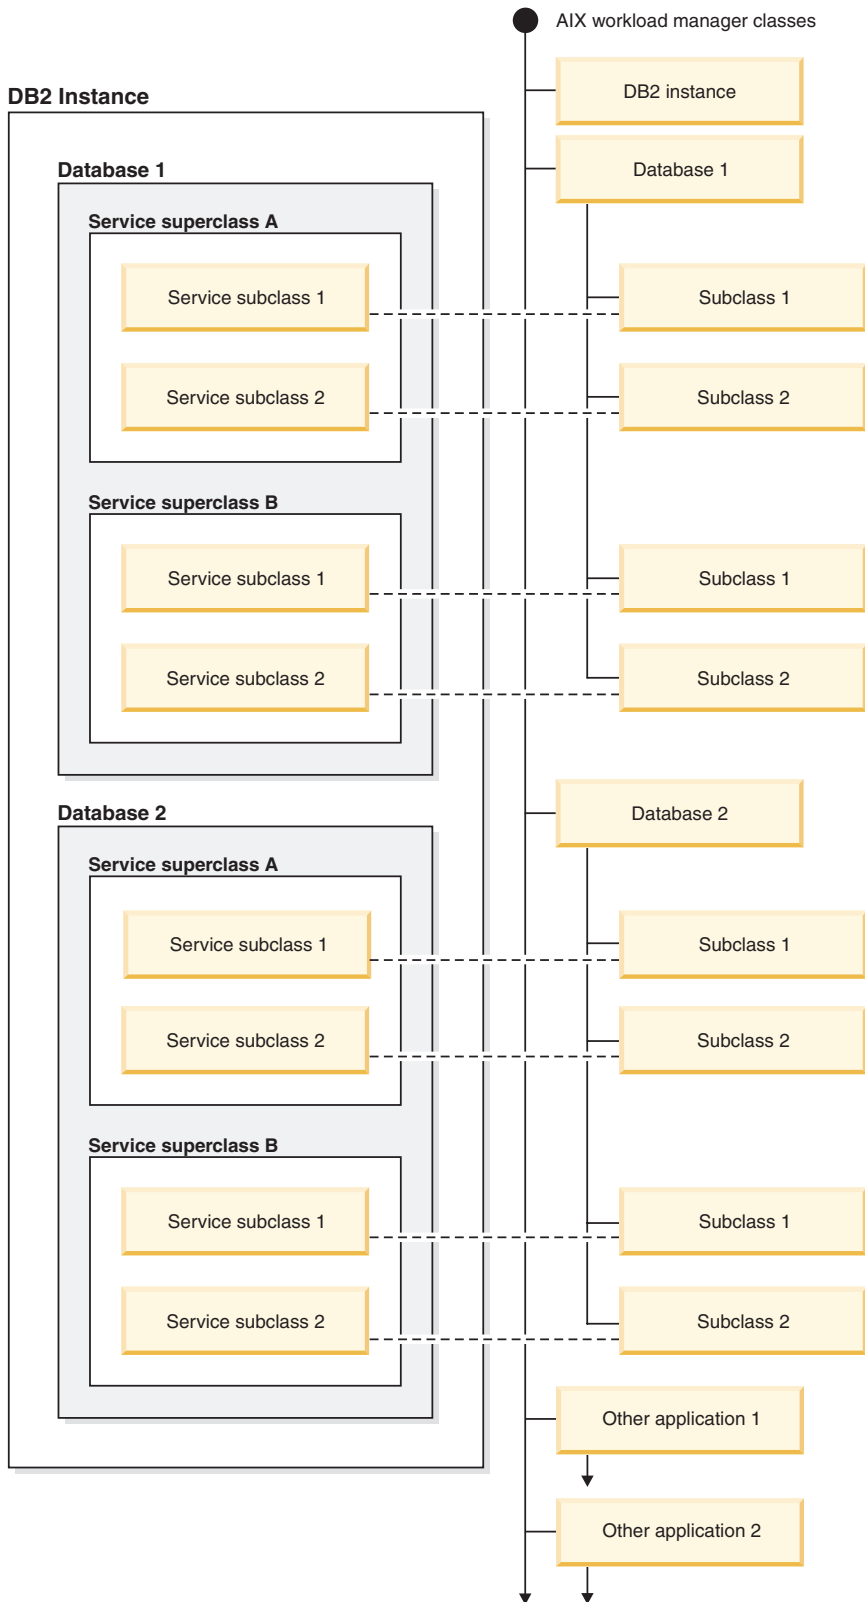 AIX workload manager classes
DB2 Instance
DB2 instance
Database 1
Database 1
Service superclass A
Service subclass 1
Subclass 1
Service subclass 2
Subclass 2
Service superclass B
Service subclass 1
Subclass 1
Service subclass 2
Subclass 2
Database 2
Database 2
Service superclass A
Service subclass 1
Subclass 1
Service subclass 2
Subclass 2
Service superclass B
Service subclass 1
Subclass 1
Service subclass 2
Subclass 2
Other application 1
Other application 2